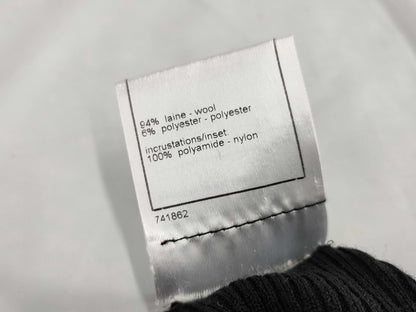 94% laine - wool
6% polyester - polyester
incrustations/inset
100% polyamide - nylon
741862